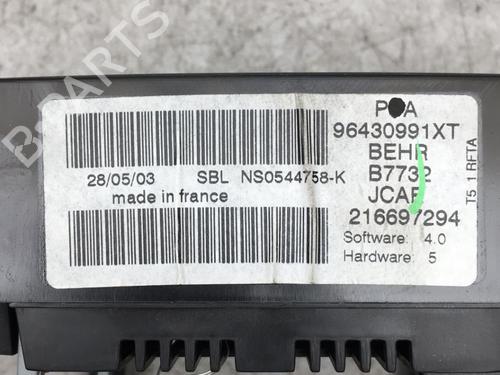 P A
96430991XT
BEHR
B7732
JCAE
216697294
Software: 4.0
Hardware: 5
T5 1 RFTA
28/05/03 SBL NS0544758-K
made in france
B PARTS